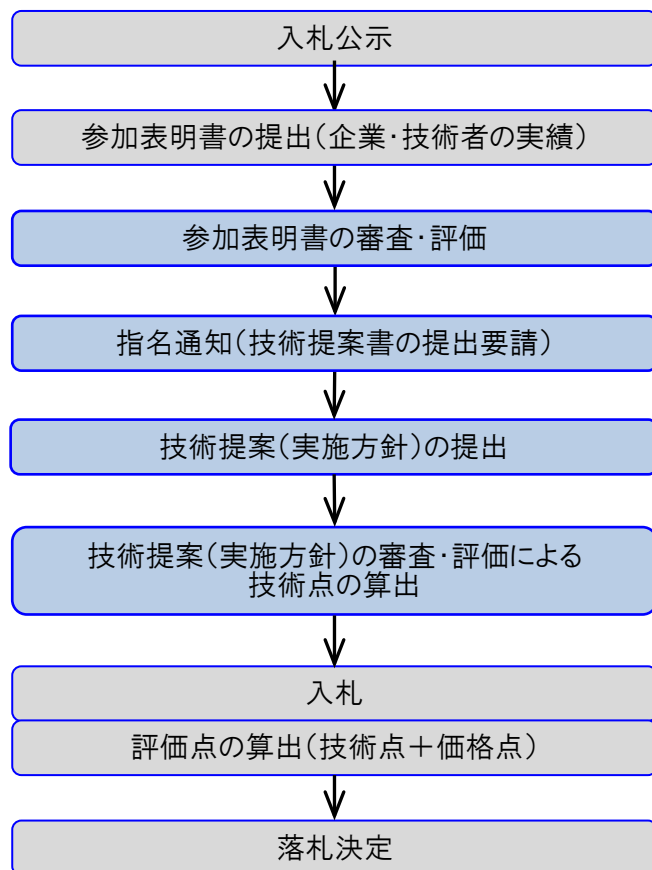 入札公示
参加表明書の提出(企業・技術者の実績)
参加表明書の審査・評価
指名通知(技術提案書の提出要請)
技術提案(実施方針)の提出
技術提案(実施方針)の審査・評価による
技術点の算出
入札
評価点の算出(技術点＋価格点)
落札決定